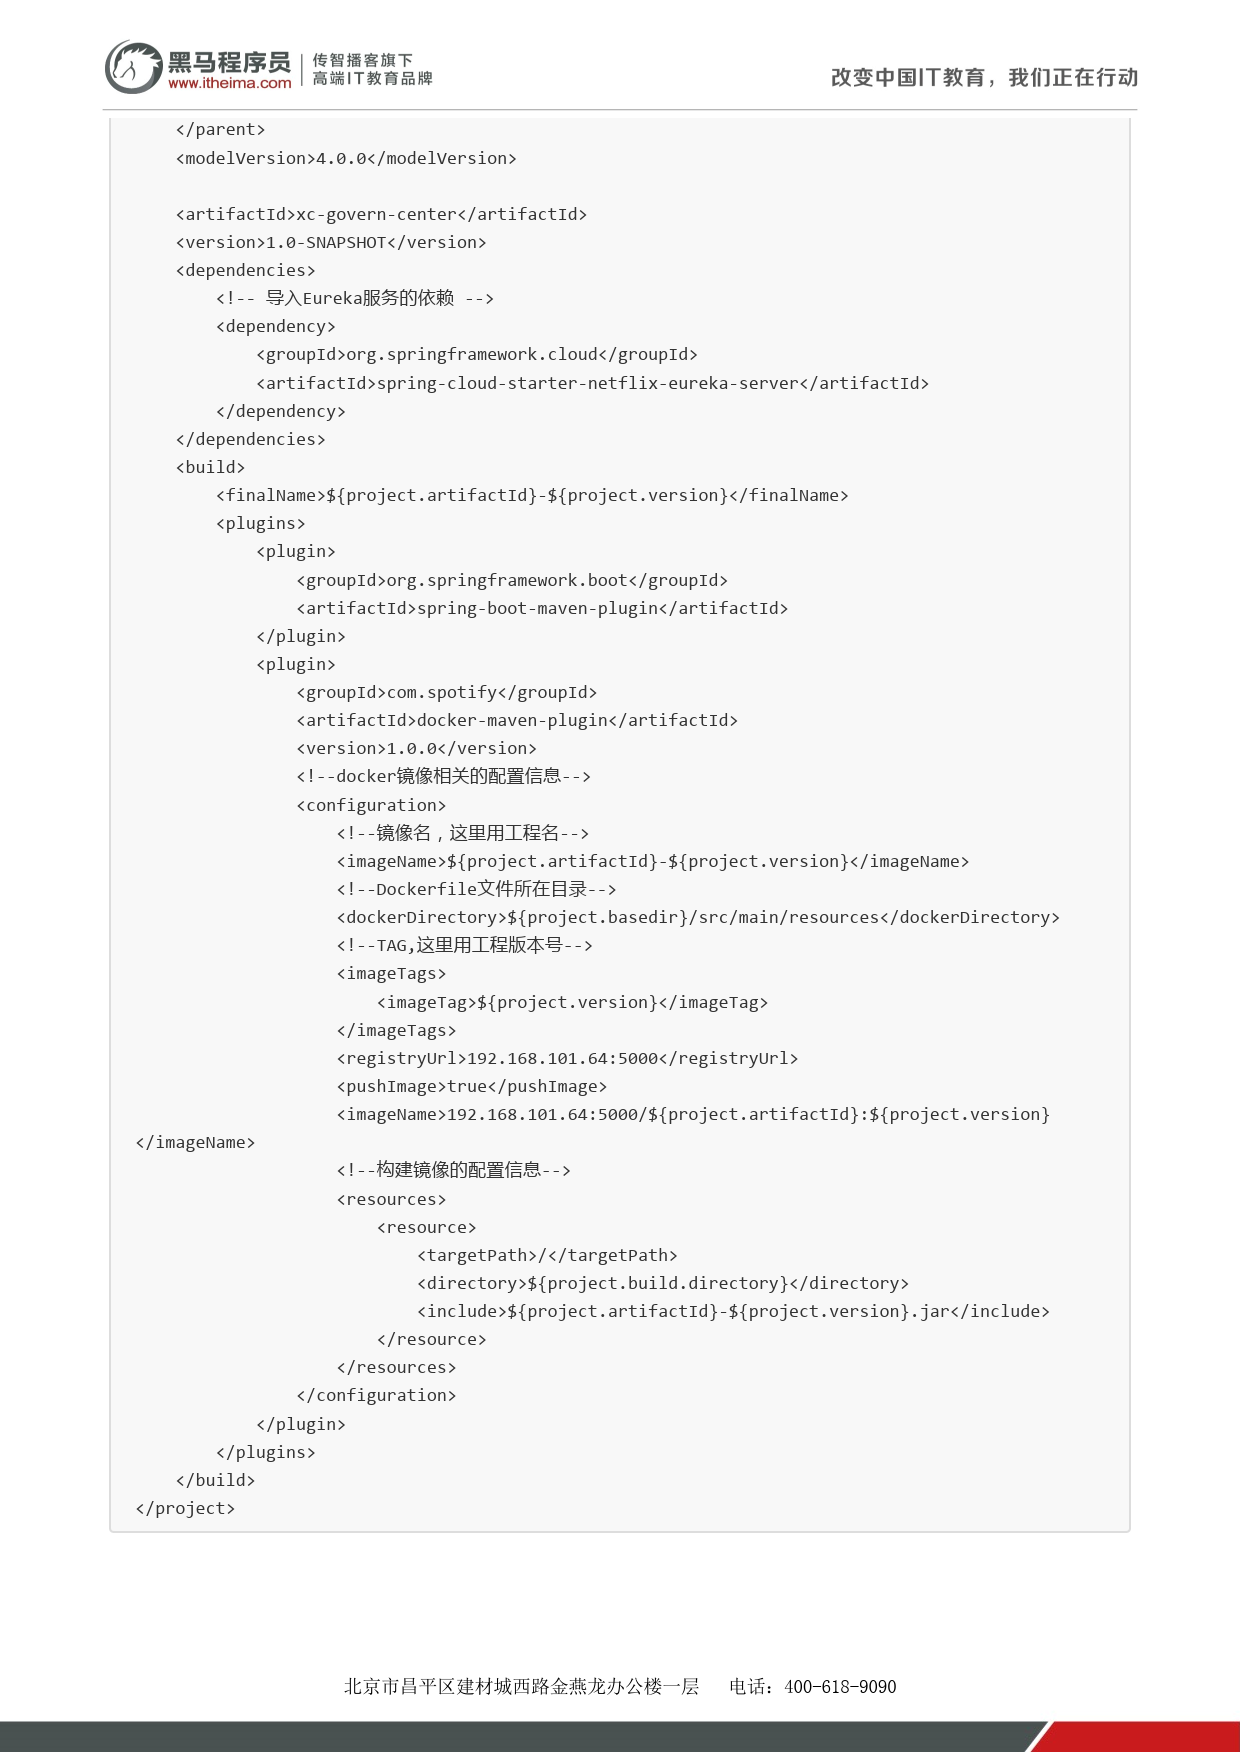 黑马程序员
www.itheima.com
传智播客旗下
高端IT教育品牌
改变中国IT教育，我们正在行动
    </parent>
    <modelVersion>4.0.0</modelVersion>
    <artifactId>xc-govern-center</artifactId>
    <version>1.0-SNAPSHOT</version>
    <dependencies>
        <!-- 导入Eureka服务的依赖 -->
        <dependency>
            <groupId>org.springframework.cloud</groupId>
            <artifactId>spring-cloud-starter-netflix-eureka-server</artifactId>
        </dependency>
    </dependencies>
    <build>
        <finalName>${project.artifactId}-${project.version}</finalName>
        <plugins>
            <plugin>
                <groupId>org.springframework.boot</groupId>
                <artifactId>spring-boot-maven-plugin</artifactId>
            </plugin>
            <plugin>
                <groupId>com.spotify</groupId>
                <artifactId>docker-maven-plugin</artifactId>
                <version>1.0.0</version>
                <!--docker镜像相关的配置信息-->
                <configuration>
                    <!--镜像名，这里用工程名-->
                    <imageName>${project.artifactId}-${project.version}</imageName>
                    <!--Dockerfile文件所在目录-->
                    <dockerDirectory>${project.basedir}/src/main/resources</dockerDirectory>
                    <!--TAG,这里用工程版本号-->
                    <imageTags>
                        <imageTag>${project.version}</imageTag>
                    </imageTags>
                    <registryUrl>192.168.101.64:5000</registryUrl>
                    <pushImage>true</pushImage>
                    <imageName>192.168.101.64:5000/${project.artifactId}:${project.version}
</imageName>
                    <!--构建镜像的配置信息-->
                    <resources>
                        <resource>
                            <targetPath>/</targetPath>
                            <directory>${project.build.directory}</directory>
                            <include>${project.artifactId}-${project.version}.jar</include>
                        </resource>
                    </resources>
                </configuration>
            </plugin>
        </plugins>
    </build>
</project>
北京市昌平区建材城西路金燕龙办公楼一层 电话：400-618-9090